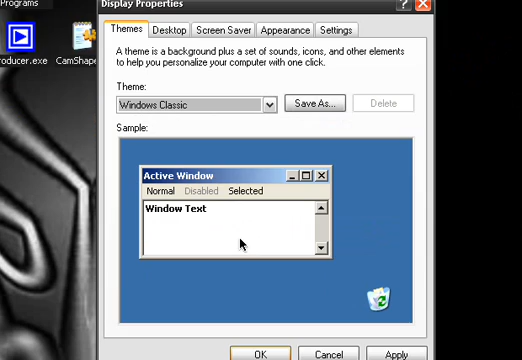 Programs
Display Properties
Themes Desktop Screen Saver Appearance Settings
A theme is a background plus a set of sounds, icons, and other elements
to help you personalize your computer with one click.
Theme:
Windows Classic Save As... Delete
Sample:
Active Window
Normal Disabled Selected
Window Text
OK Cancel Apply
roducer.exe CamShape